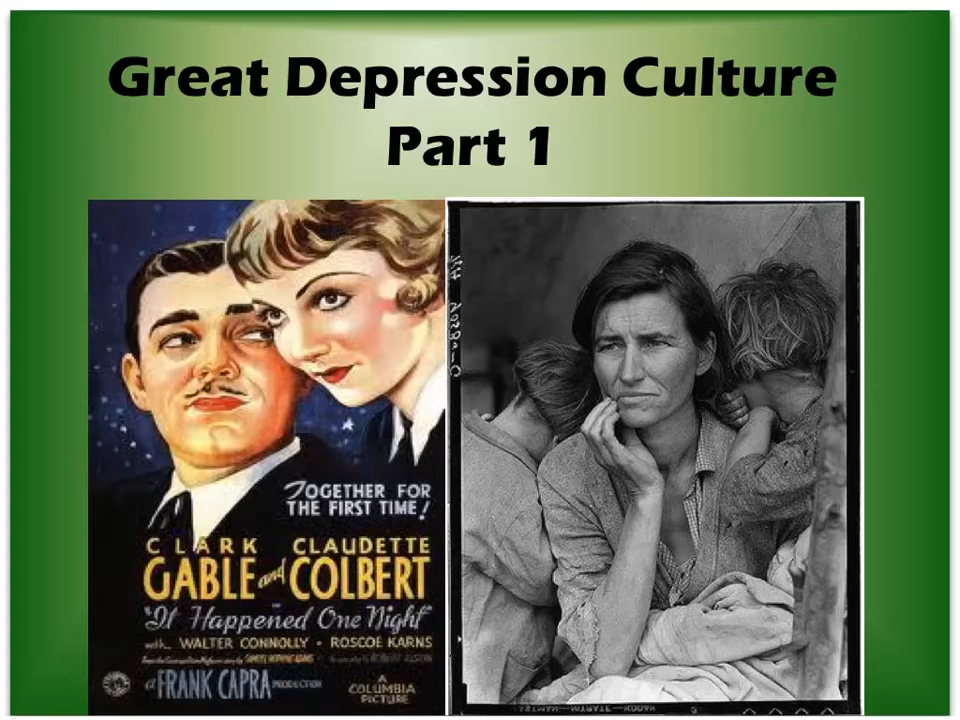 Great Depression Culture
Part 1
TOGETHER FOR
THE FIRST TIME!
CLARK CLAUDETTE
GABLE and COLBERT
IN
"It Happened One Night"
with WALTER CONNOLLY - ROSCOE KARNS
A FRANK CAPRA PRODUCTION
A
COLUMBIA
PICTURE